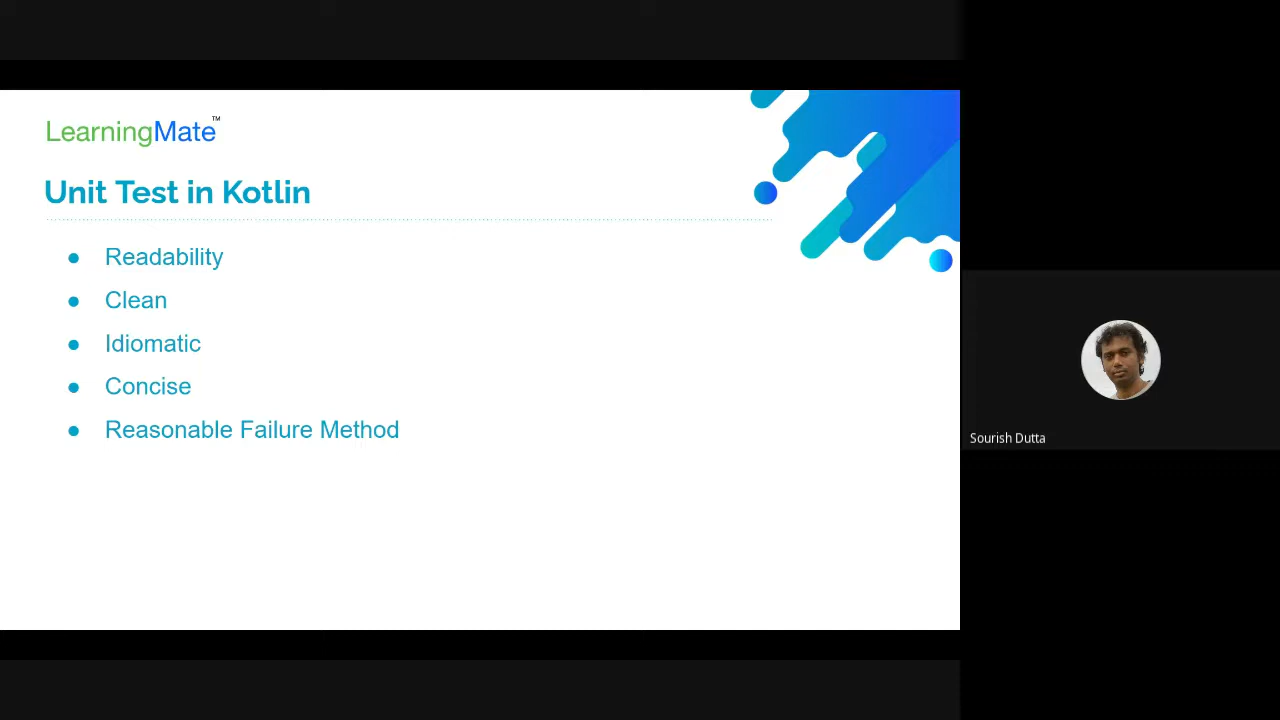 LearningMate™
Unit Test in Kotlin
● Readability
● Clean
● Idiomatic
● Concise
● Reasonable Failure Method
Sourish Dutta